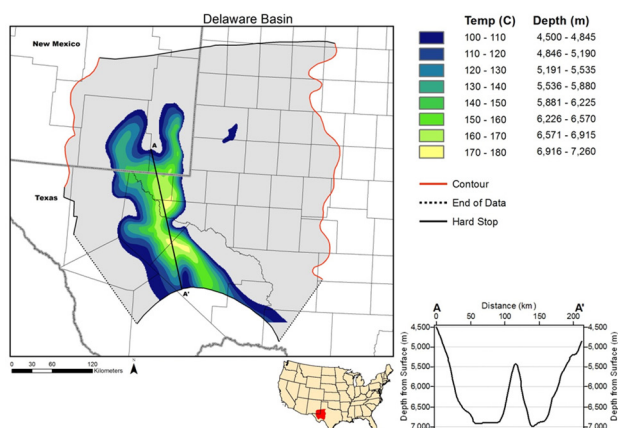 Delaware Basin
New Mexico
Texas
A
A'
0 30 60 90 120
Kilometers
N
Temp (C) Depth (m)
100 - 110 4,500 - 4,845
110 - 120 4,846 - 5,190
120 - 130 5,191 - 5,535
130 - 140 5,536 - 5,880
140 - 150 5,881 - 6,225
150 - 160 6,226 - 6,570
160 - 170 6,571 - 6,915
170 - 180 6,916 - 7,260
Contour
End of Data
Hard Stop
A Distance (km) A'
0 50 100 150 200
4,500 4,500
5,000 5,000
5,500 5,500
6,000 6,000
6,500 6,500
7,000 7,000
Depth from Surface (m)
Depth from Surface (m)